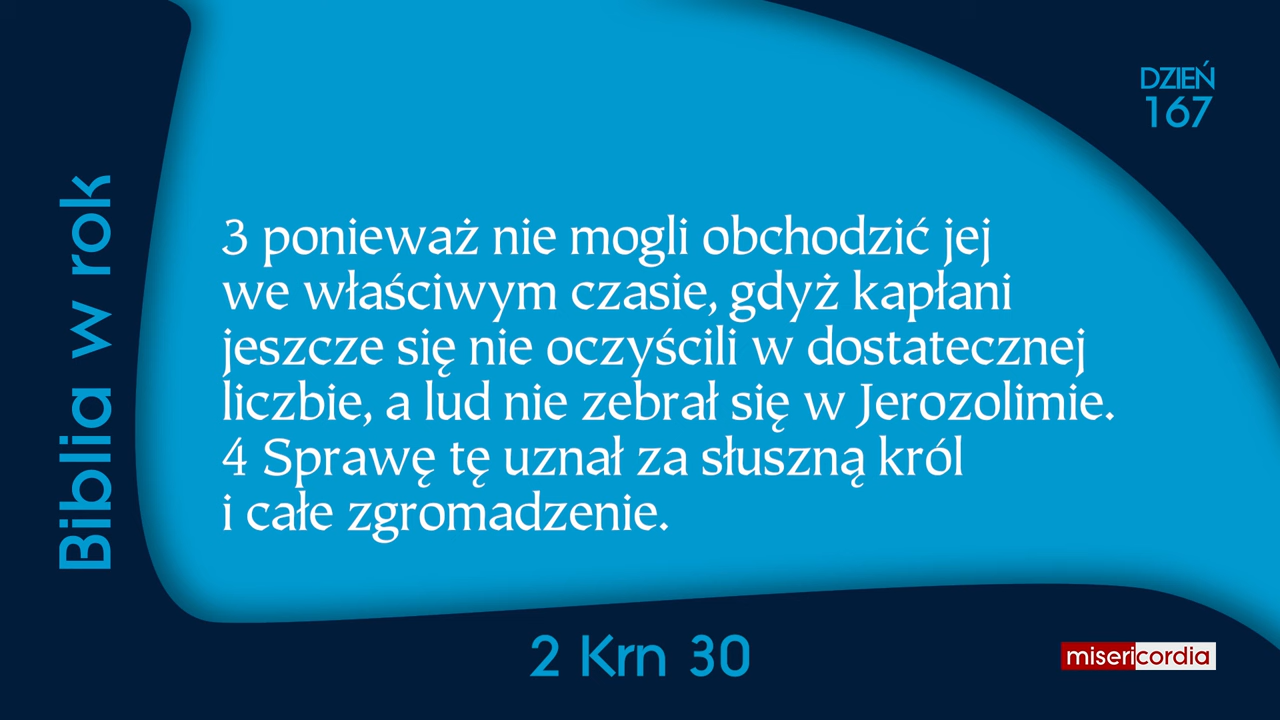 DZIEŃ
167
Biblia w rok
3 ponieważ nie mogli obchodzić jej
we właściwym czasie, gdyż kapłani
jeszcze się nie oczyścili w dostatecznej
liczbie, a lud nie zebrał się w Jerozolimie.
4 Sprawę tę uznał za słuszną król
i całe zgromadzenie.
2 Krn 30
misericordia